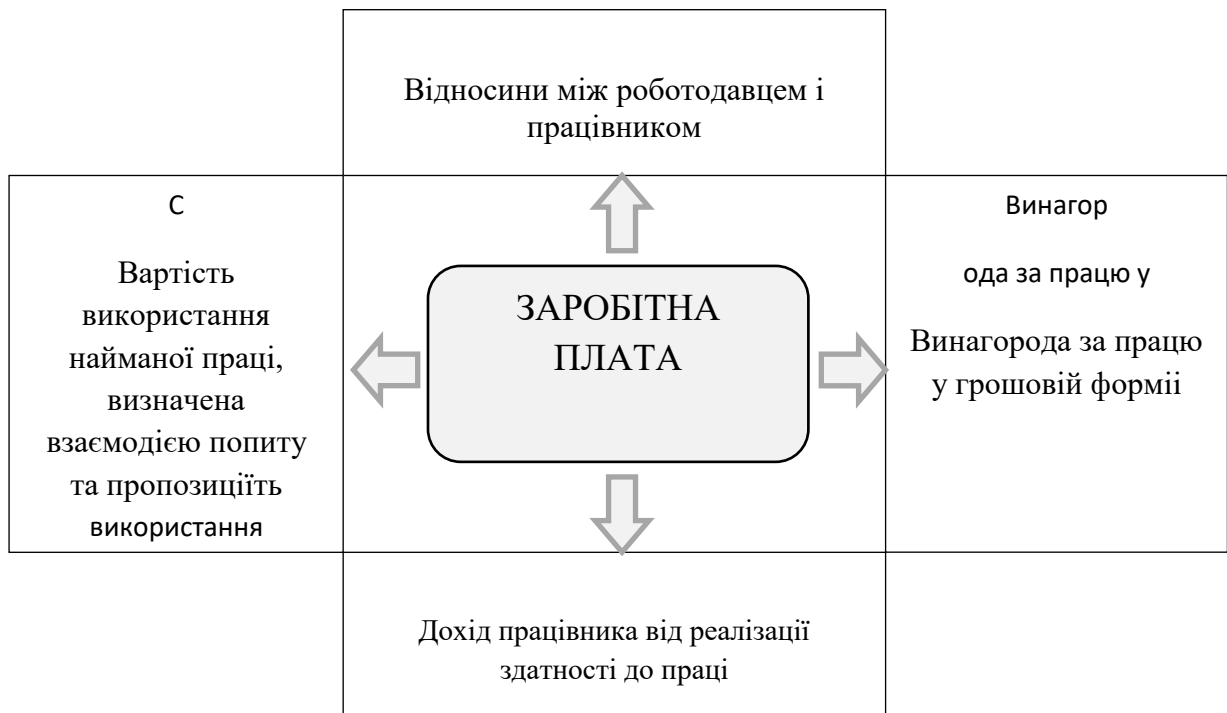 Відносини між роботодавцем і
працівником
С
Вартість
використання
найманої праці,
визначена
взаємодією попиту
та пропозиціїть
використання
ЗАРОБІТНА
ПЛАТА
Винагор
ода за працю у
Винагорода за працю
у грошовій форміі
Дохід працівника від реалізації
здатності до праці